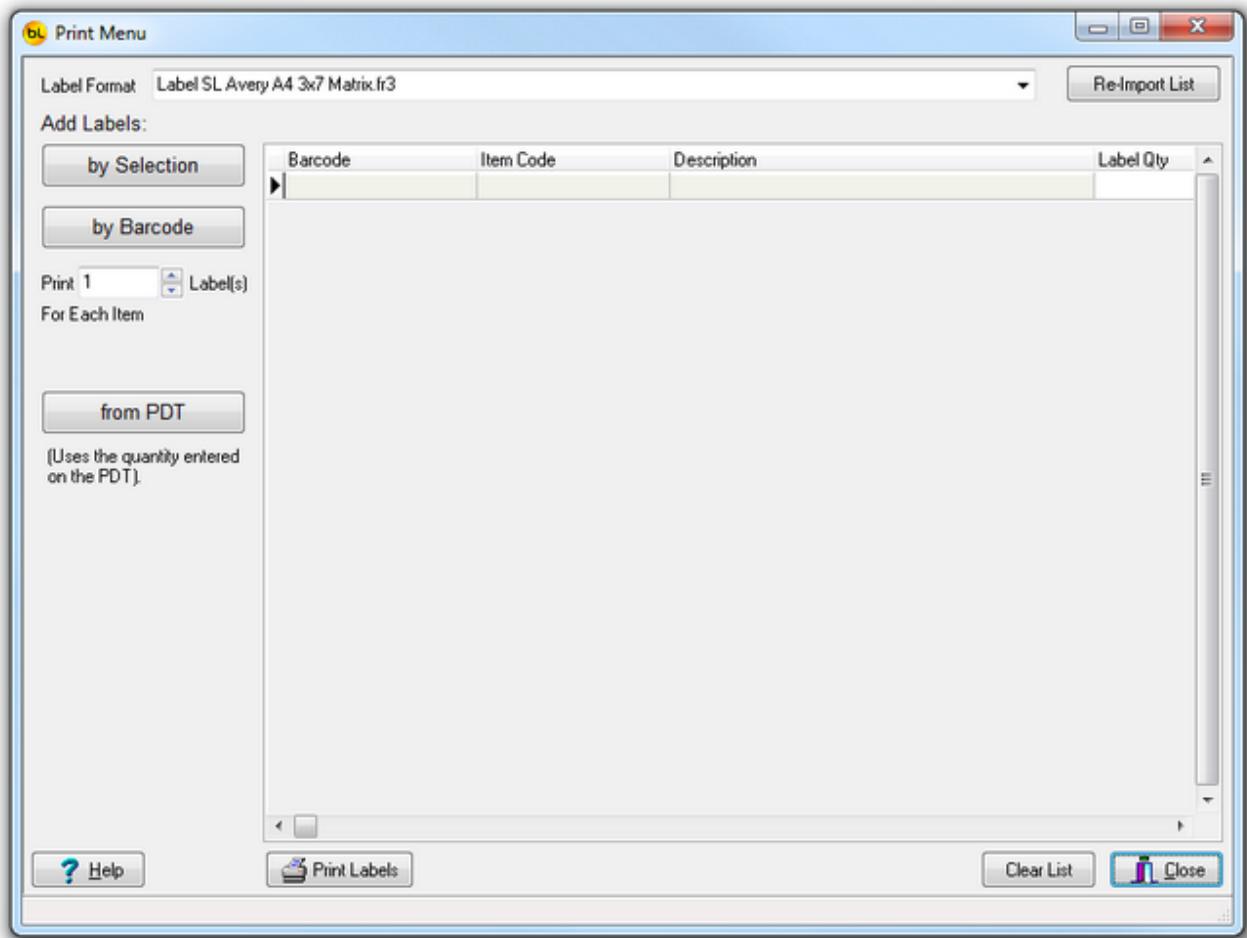 bL Print Menu
Label Format Label SL Avery A4 3x7 Matrix.fr3 Re-Import List
Add Labels:
by Selection
Barcode Item Code Description Label Qty
by Barcode
Print 1 Label(s)
For Each Item
from PDT
(Uses the quantity entered
on the PDT).
? Help Print Labels Clear List Close